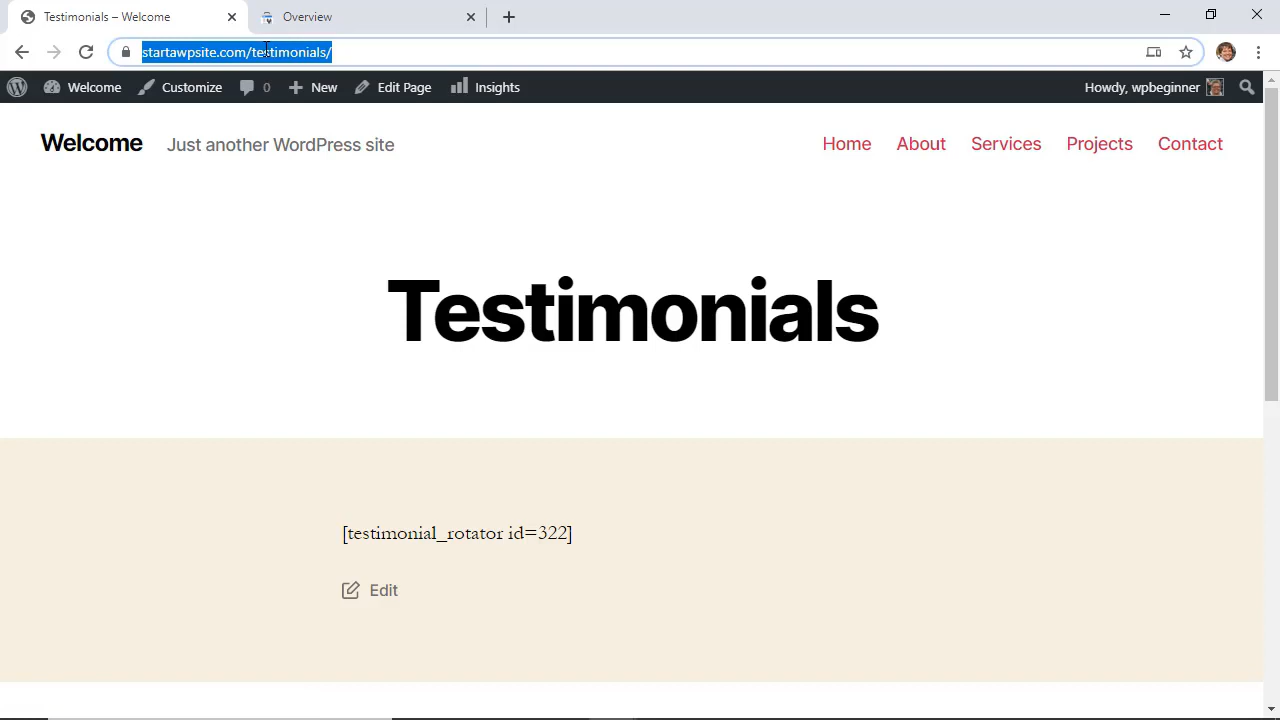 Testimonials – Welcome
Overview
startawpsite.com/testimonials/
Welcome Customize 0 New Edit Page Insights Howdy, wpbeginner
Welcome Just another WordPress site Home About Services Projects Contact
Testimonials
[testimonial_rotator id=322]
Edit